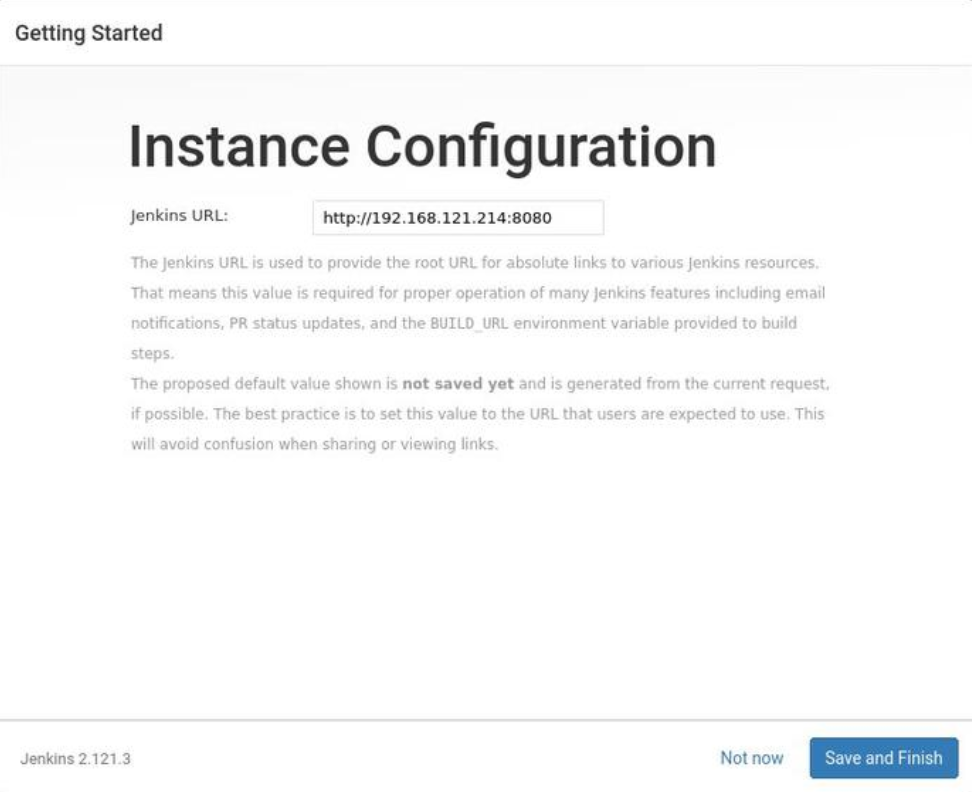 Getting Started
Instance Configuration
Jenkins URL: http://192.168.121.214:8080
The Jenkins URL is used to provide the root URL for absolute links to various Jenkins resources.
That means this value is required for proper operation of many Jenkins features including email
notifications, PR status updates, and the BUILD_URL environment variable provided to build
steps.
The proposed default value shown is not saved yet and is generated from the current request,
if possible. The best practice is to set this value to the URL that users are expected to use. This
will avoid confusion when sharing or viewing links.
Jenkins 2.121.3 Not now Save and Finish